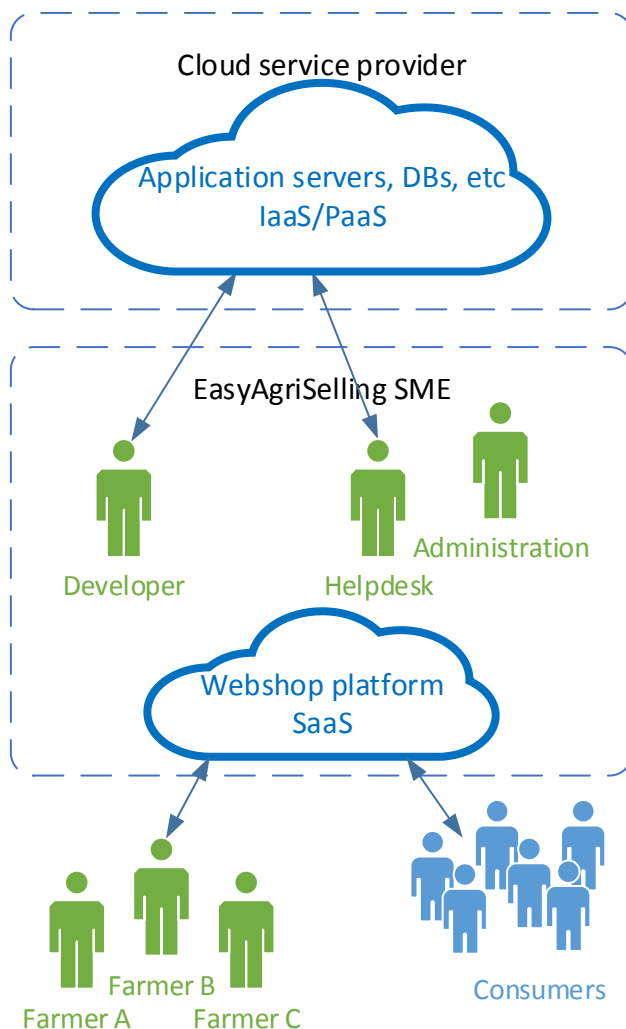 Cloud service provider
Application servers, DBs, etc
IaaS/PaaS
EasyAgriSelling SME
Administration
Developer
Helpdesk
Webshop platform
SaaS
Farmer B
Farmer A
Farmer C
Consumers